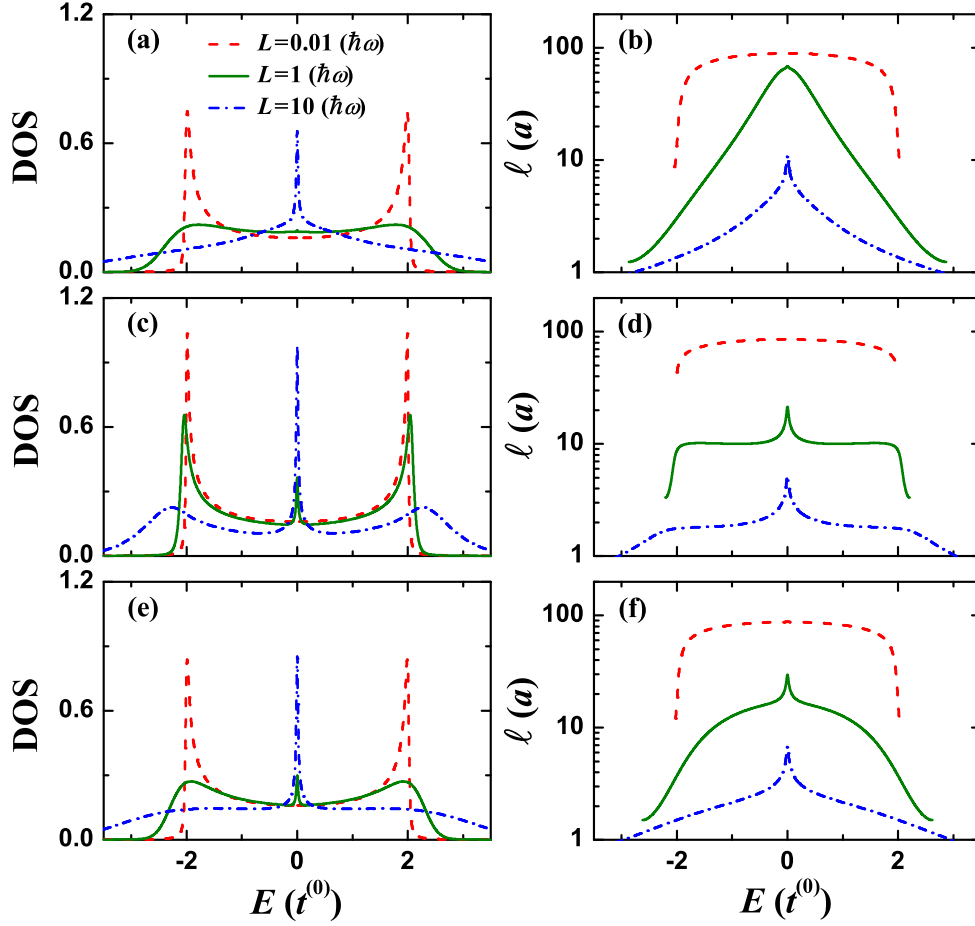 1.2
(a)
L=0.01 (ħω)
L=1 (ħω)
L=10 (ħω)
0.6
0.0
DOS
(b)
100
10
1
ℓ (a)
1.2
(c)
0.6
0.0
DOS
(d)
100
10
1
ℓ (a)
1.2
(e)
0.6
0.0
DOS
-2 0 2
E (t⁽⁰⁾)
(f)
100
10
1
ℓ (a)
-2 0 2
E (t⁽⁰⁾)